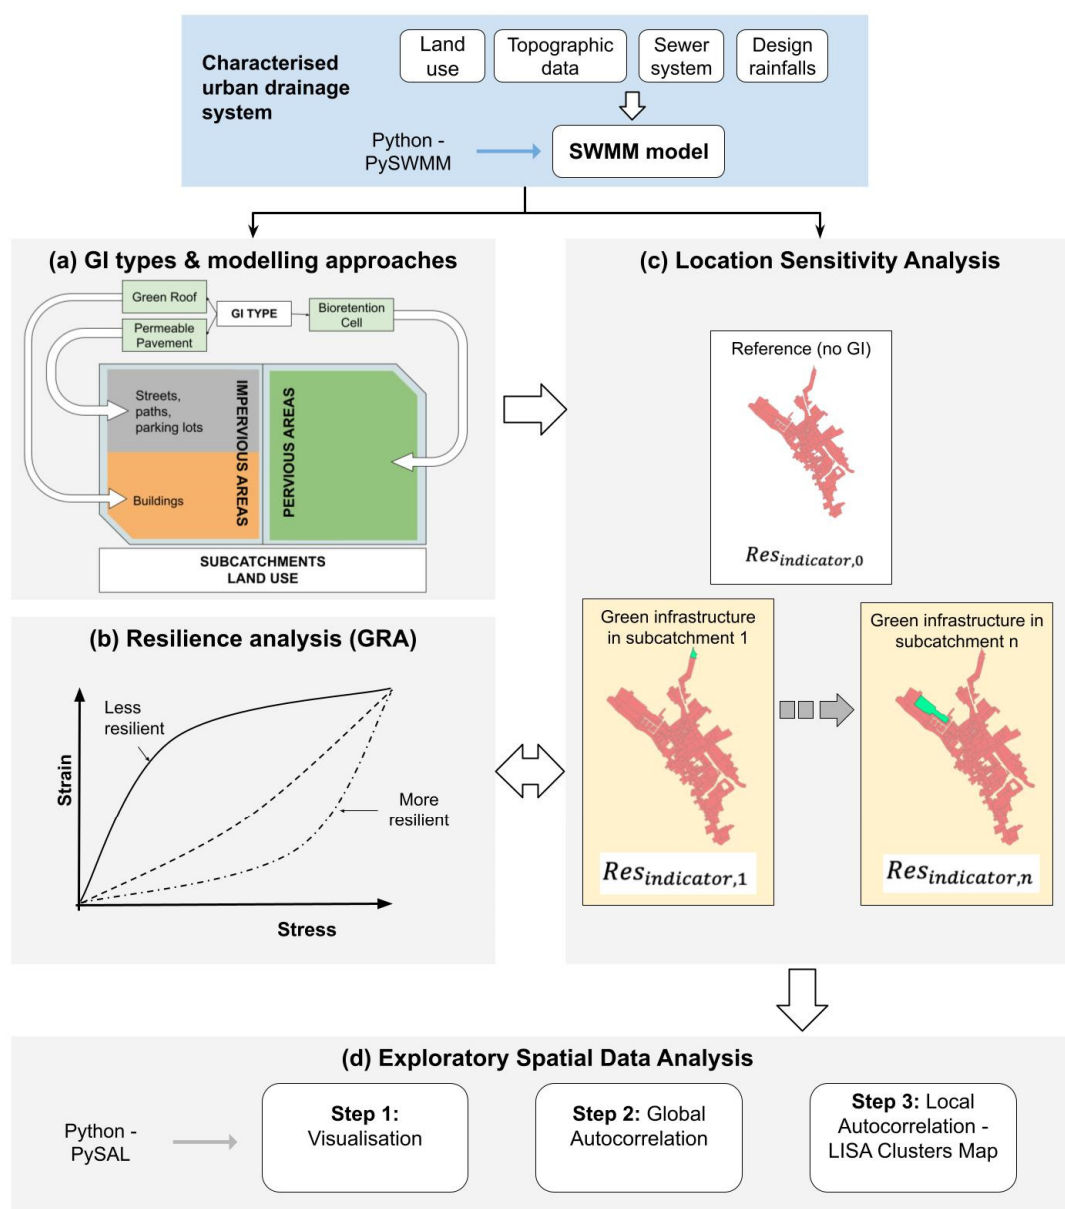 Characterised
urban drainage
system
Land
use
Topographic
data
Sewer
system
Design
rainfalls
Python -
PySWMM
SWMM model
(a) GI types & modelling approaches
Green Roof
GI TYPE
Bioretention
Cell
Permeable
Pavement
Streets,
paths,
parking lots
IMPERVIOUS AREAS
PERVIOUS AREAS
Buildings
SUBCATCHMENTS
LAND USE
(b) Resilience analysis (GRA)
Less
resilient
Strain
More
resilient
Stress
(c) Location Sensitivity Analysis
Reference (no GI)
Res_indicator,0
Green infrastructure
in subcatchment 1
Res_indicator,1
Green infrastructure in
subcatchment n
Res_indicator,n
(d) Exploratory Spatial Data Analysis
Python -
PySAL
Step 1:
Visualisation
Step 2: Global
Autocorrelation
Step 3: Local
Autocorrelation -
LISA Clusters Map